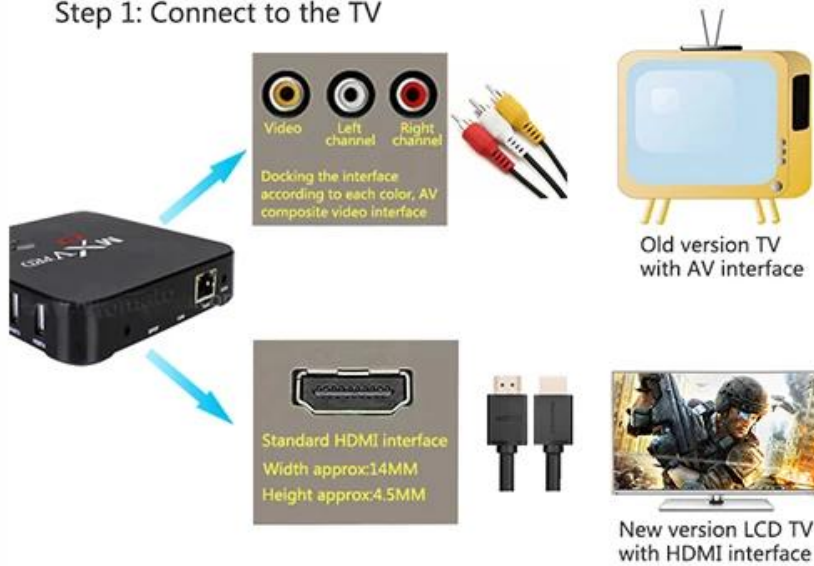 Step 1: Connect to the TV
Video
Left channel
Right channel
Docking the interface
according to each color, AV
composite video interface
Old version TV
with AV interface
Standard HDMI interface
Width approx:14MM
Height approx:4.5MM
New version LCD TV
with HDMI interface